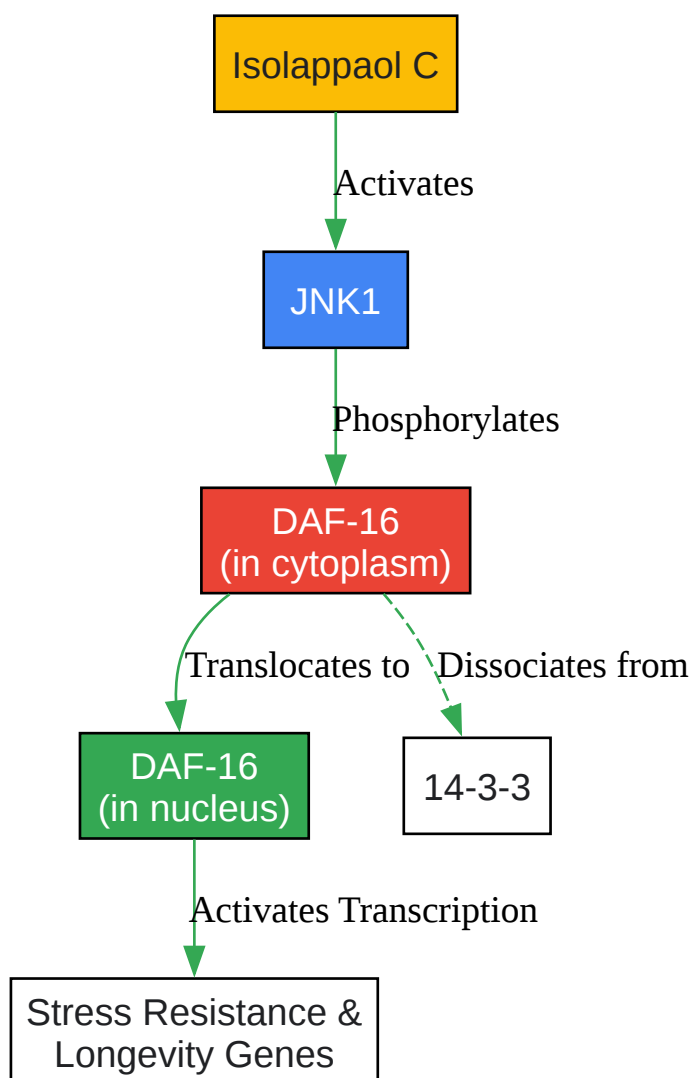 Isolappaol C
Activates
JNK1
Phosphorylates
DAF-16
(in cytoplasm)
Translocates to
Dissociates from
DAF-16
(in nucleus)
14-3-3
Activates Transcription
Stress Resistance &
Longevity Genes